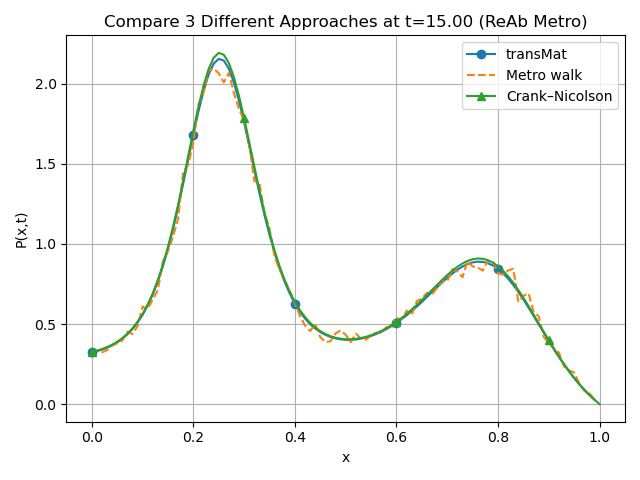 Compare 3 Different Approaches at t=15.00 (ReAb Metro)
transMat
Metro walk
Crank–Nicolson
P(x,t)
2.0
1.5
1.0
0.5
0.0
0.0 0.2 0.4 0.6 0.8 1.0
x